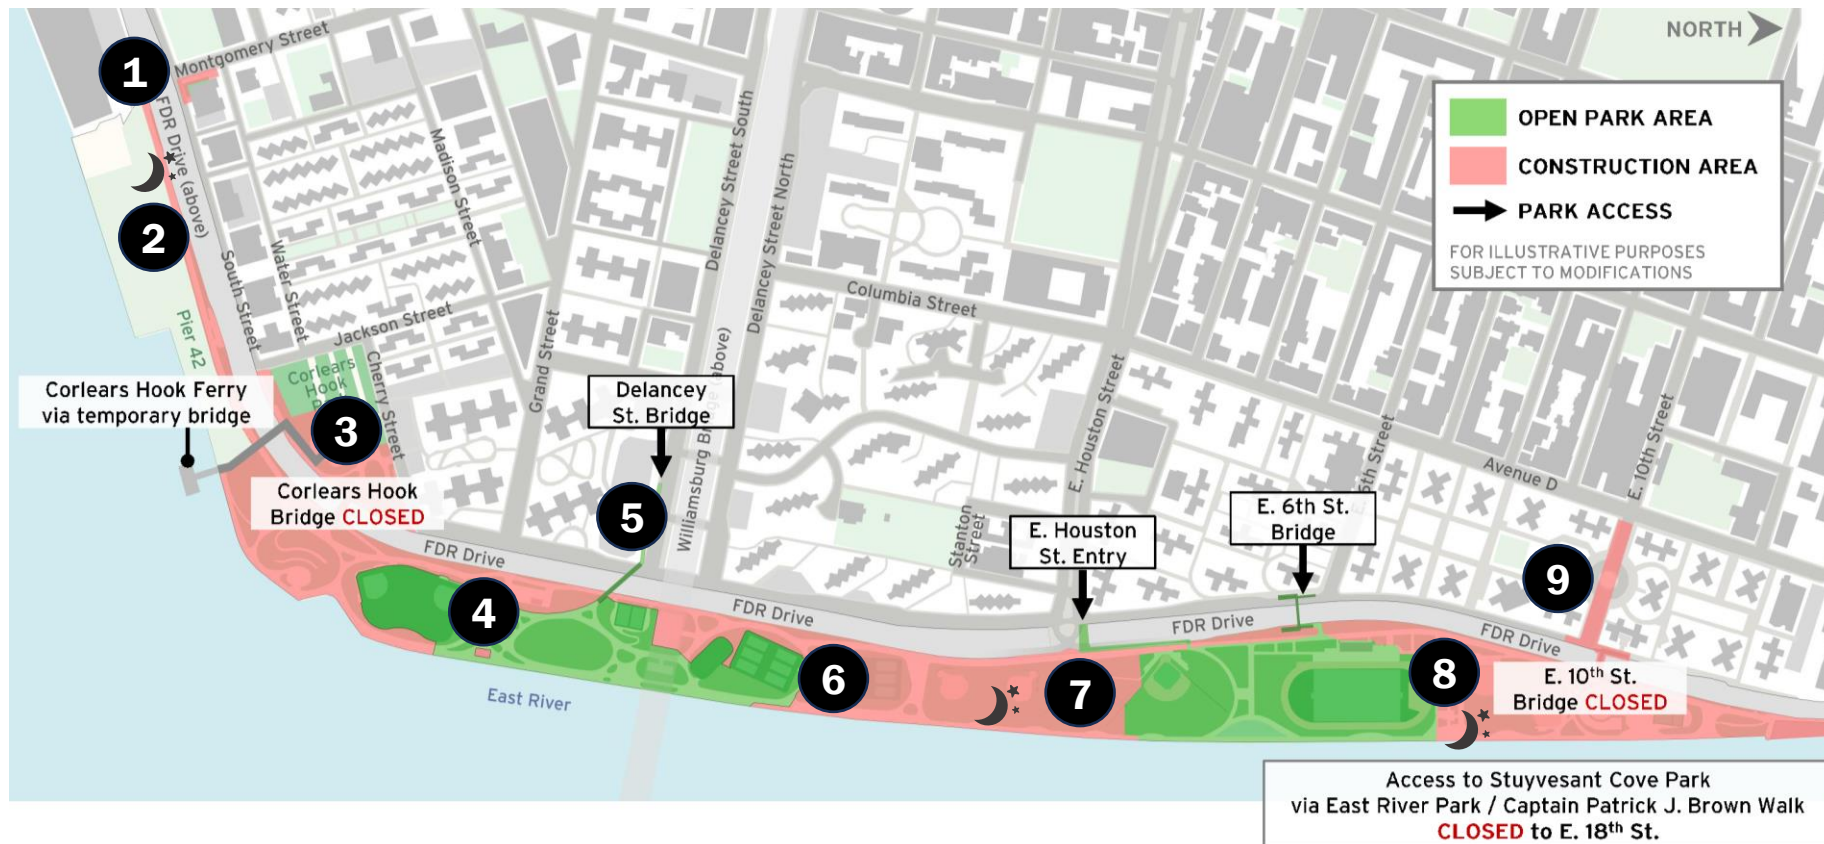 NORTH
OPEN PARK AREA
CONSTRUCTION AREA
PARK ACCESS
FOR ILLUSTRATIVE PURPOSES
SUBJECT TO MODIFICATIONS
1
Montgomery Street
FDR Drive (above)
2
Pier 42
South Street
Water Street
Madison Street
Jackson Street
Cherry Street
Corlears
Hook
3
Corlears Hook Ferry
via temporary bridge
Corlears Hook
Bridge CLOSED
Grand Street
Delancey Street South
Delancey Street North
Williamsburg Bridge (above)
Delancey
St. Bridge
5
Columbia Street
E. Houston Street
Stanton
Street
E. Houston
St. Entry
E. 6th St.
Bridge
6th Street
Avenue D
E. 10th Street
9
FDR Drive
4
FDR Drive
6
7
FDR Drive
8
FDR Drive
E. 10th St.
Bridge CLOSED
East River
Access to Stuyvesant Cove Park
via East River Park / Captain Patrick J. Brown Walk
CLOSED to E. 18th St.